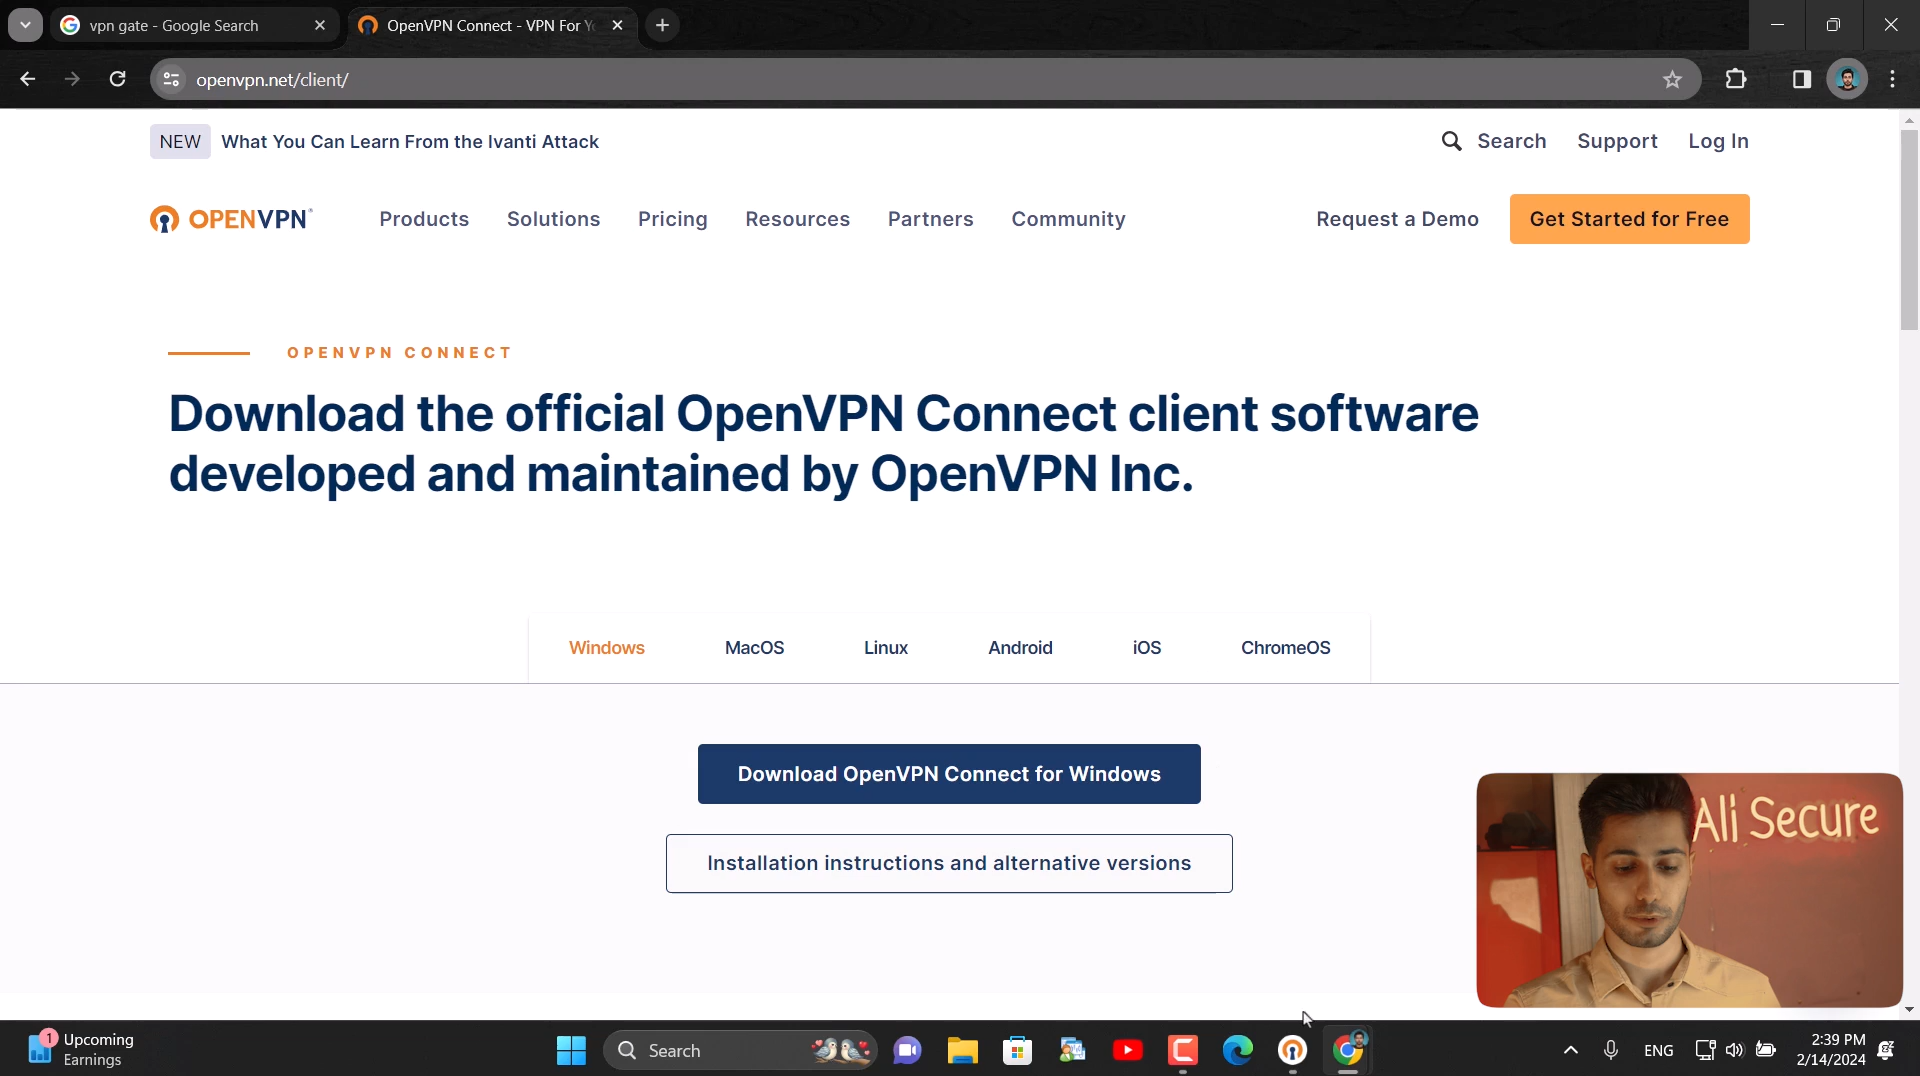 vpn gate - Google Search
OpenVPN Connect - VPN For Y
openvpn.net/client/
NEW What You Can Learn From the Ivanti Attack
Search Support Log In
OPENVPN
Products Solutions Pricing Resources Partners Community
Request a Demo Get Started for Free
OPENVPN CONNECT
Download the official OpenVPN Connect client software
developed and maintained by OpenVPN Inc.
Windows MacOS Linux Android iOS ChromeOS
Download OpenVPN Connect for Windows
Installation instructions and alternative versions
Ali Secure
1
Upcoming
Earnings
Search
ENG
2:39 PM
2/14/2024